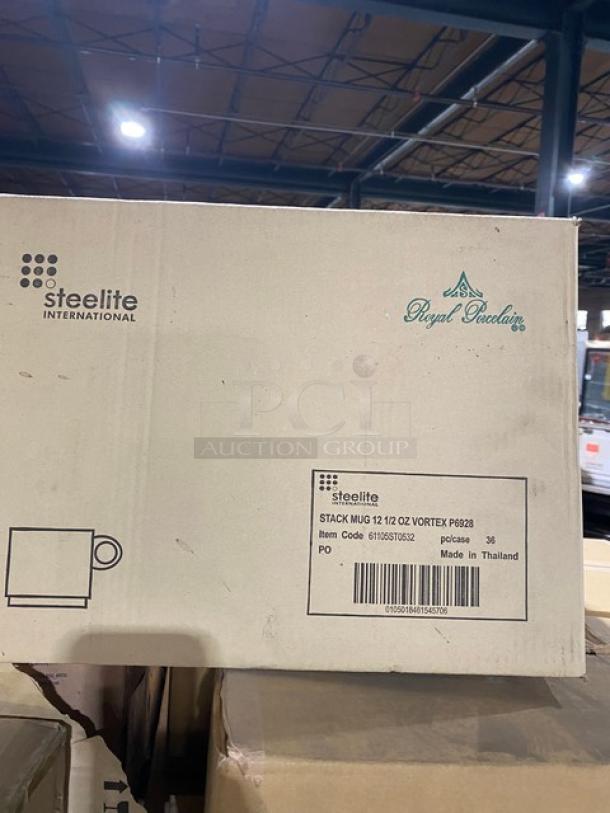 steelite
INTERNATIONAL
Royal Porcelain
PCi
AUCTION GROUP
steelite
INTERNATIONAL
STACK MUG 12 1/2 OZ VORTEX P6928
Item Code 61105ST0532 pc/case 36
PO Made in Thailand
0105018461545706